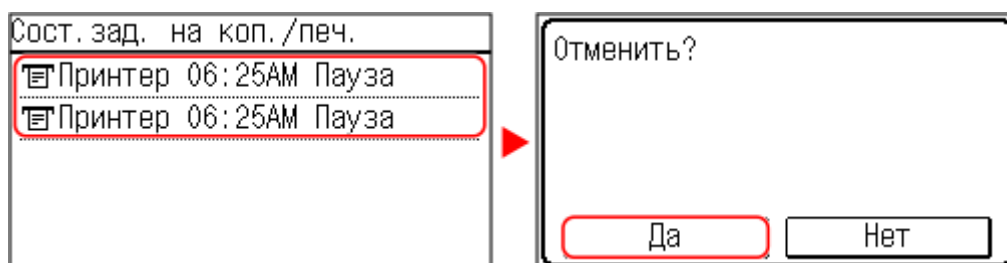 Сост.зад. на коп./печ.
Принтер 06:25AM Пауза
Принтер 06:25AM Пауза
Отменить?
Да
Нет